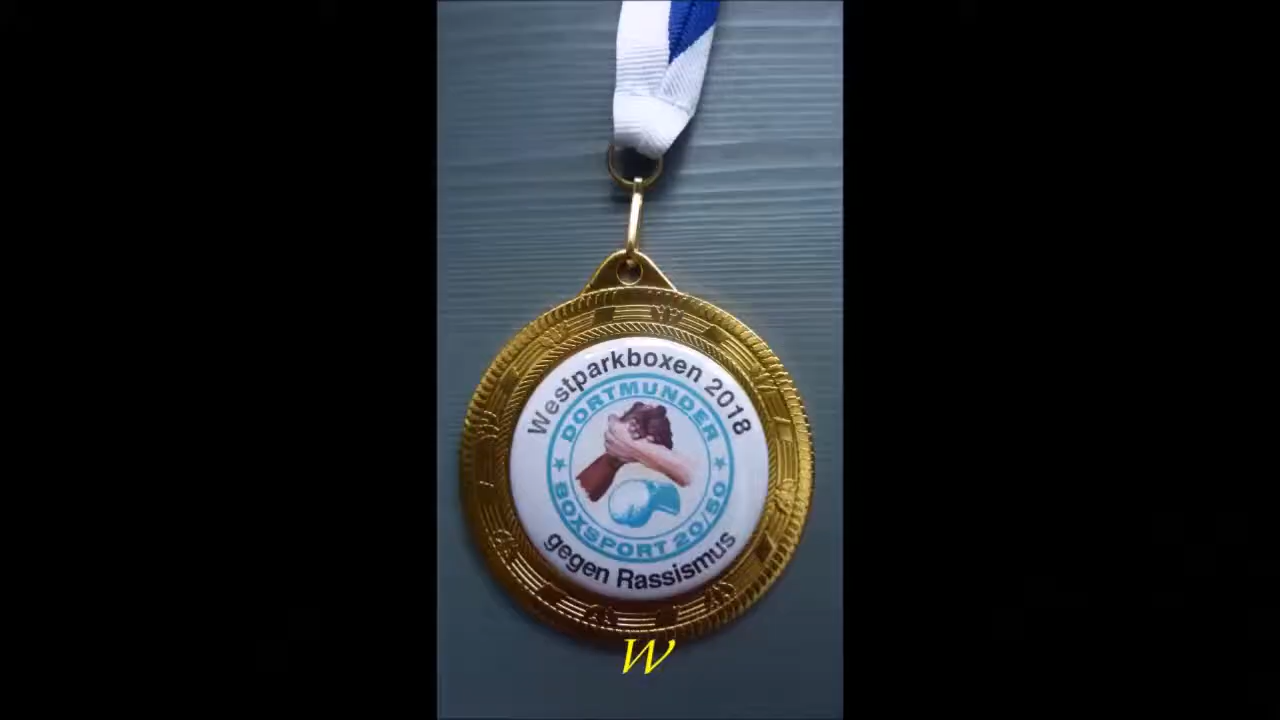 Westparkboxen 2018
DORTMUNDER
BOXSPORT 20/50
gegen Rassismus
W